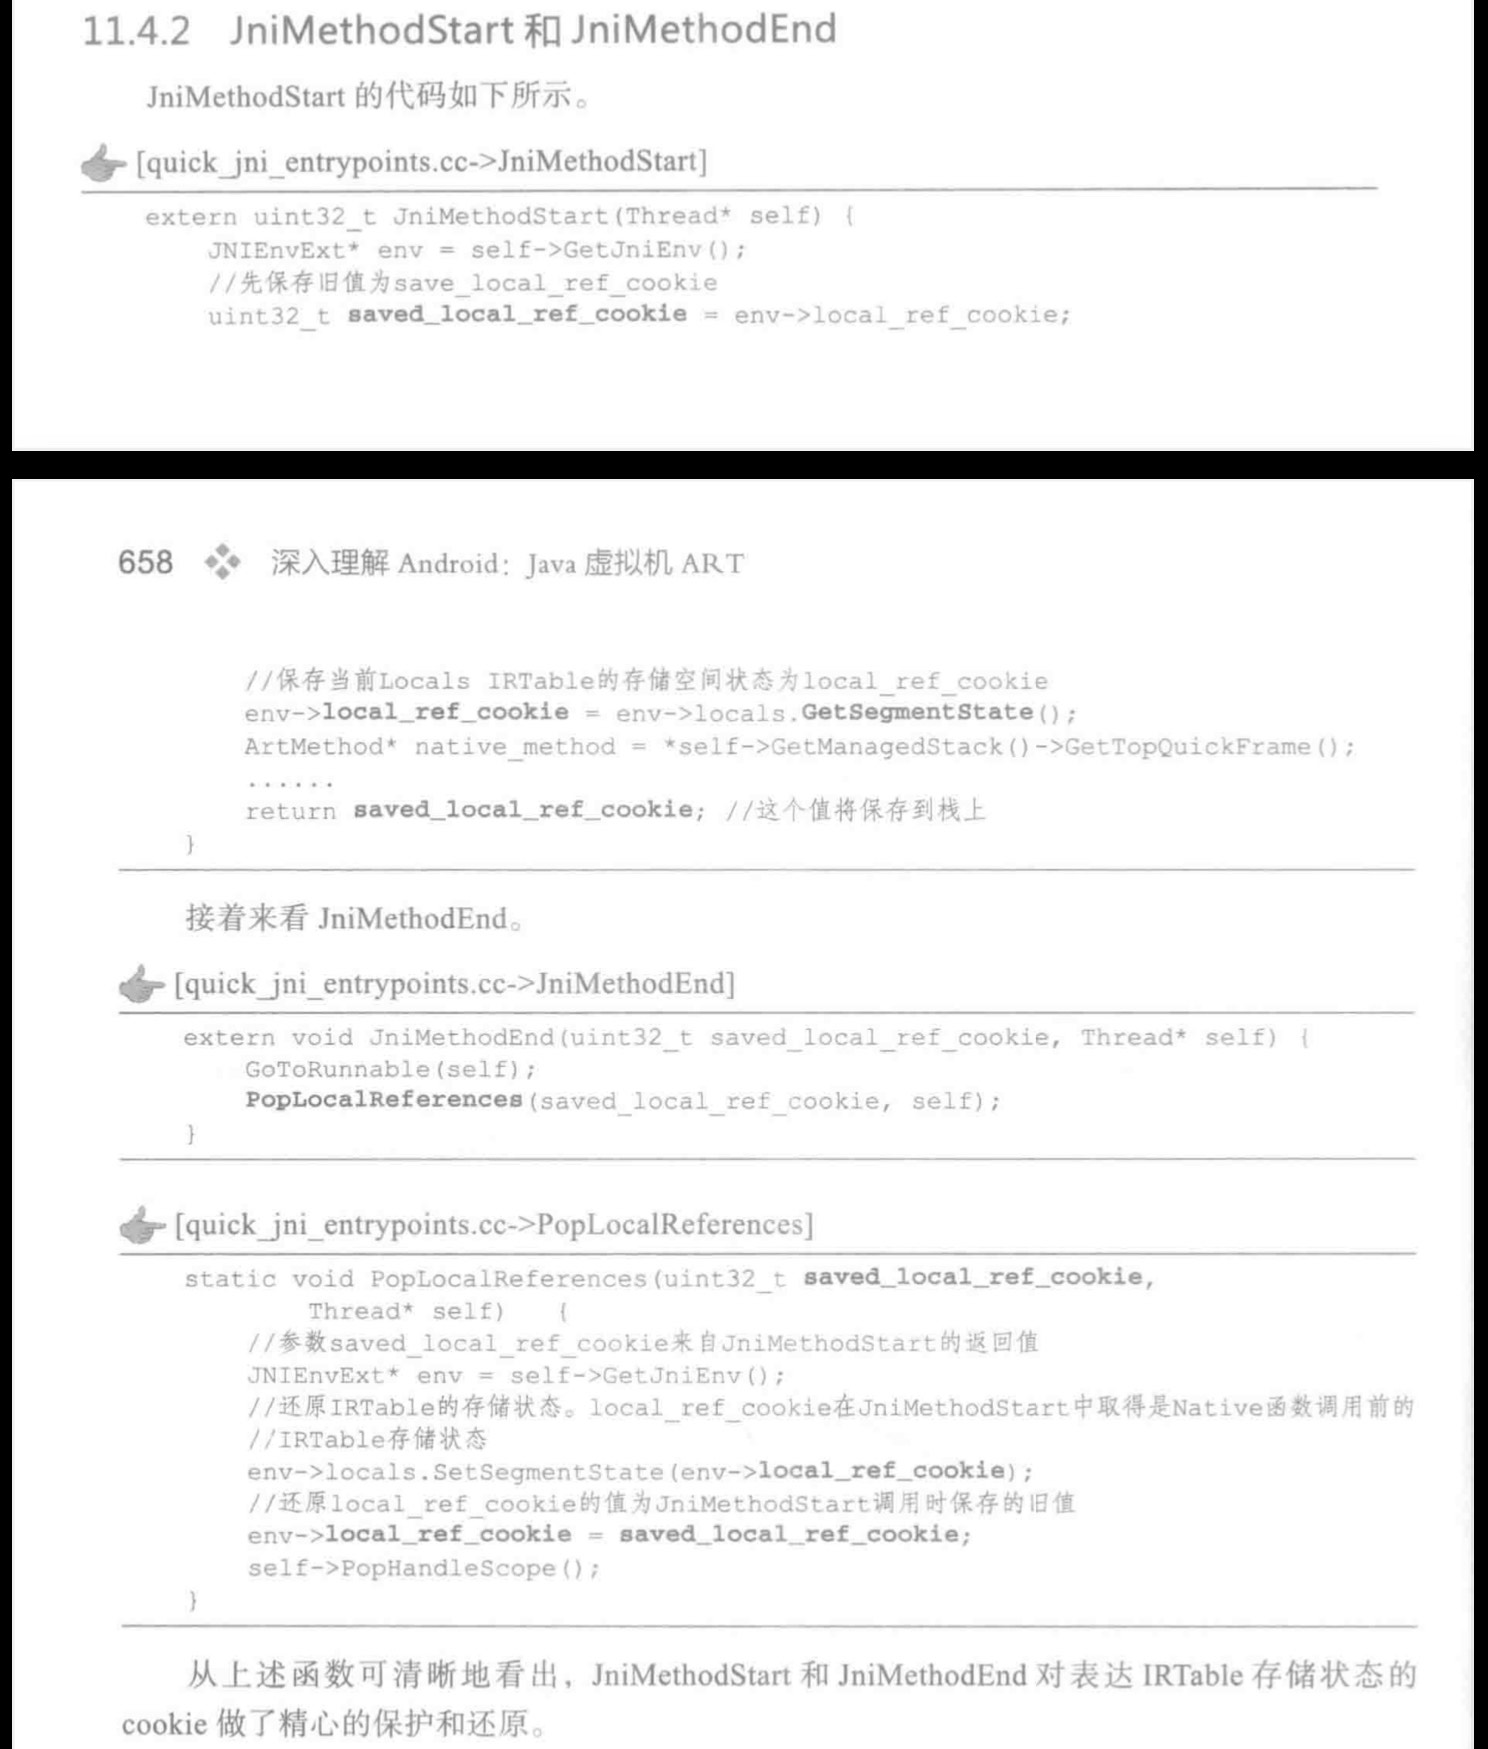 11.4.2 JniMethodStart 和 JniMethodEnd
JniMethodStart 的代码如下所示。
[quick_jni_entrypoints.cc->JniMethodStart]
extern uint32_t JniMethodStart(Thread* self) {
JNIEnvExt* env = self->GetJniEnv();
//先保存旧值为save_local_ref_cookie
uint32_t saved_local_ref_cookie = env->local_ref_cookie;
658 深入理解 Android：Java 虚拟机 ART
//保存当前Locals IRTable的存储空间状态为local_ref_cookie
env->local_ref_cookie = env->locals.GetSegmentState();
ArtMethod* native_method = *self->GetManagedStack()->GetTopQuickFrame();
......
return saved_local_ref_cookie; //这个值将保存到栈上
}
接着来看 JniMethodEnd。
[quick_jni_entrypoints.cc->JniMethodEnd]
extern void JniMethodEnd(uint32_t saved_local_ref_cookie, Thread* self) {
GoToRunnable(self);
PopLocalReferences(saved_local_ref_cookie, self);
}
[quick_jni_entrypoints.cc->PopLocalReferences]
static void PopLocalReferences(uint32_t saved_local_ref_cookie,
Thread* self) {
//参数saved_local_ref_cookie来自JniMethodStart的返回值
JNIEnvExt* env = self->GetJniEnv();
//还原IRTable的存储状态。local_ref_cookie在JniMethodStart中取得是Native函数调用前的
//IRTable存储状态
env->locals.SetSegmentState(env->local_ref_cookie);
//还原local_ref_cookie的值为JniMethodStart调用时保存的旧值
env->local_ref_cookie = saved_local_ref_cookie;
self->PopHandleScope();
}
从上述函数可清晰地看出，JniMethodStart 和 JniMethodEnd 对表达 IRTable 存储状态的
cookie 做了精心的保护和还原。